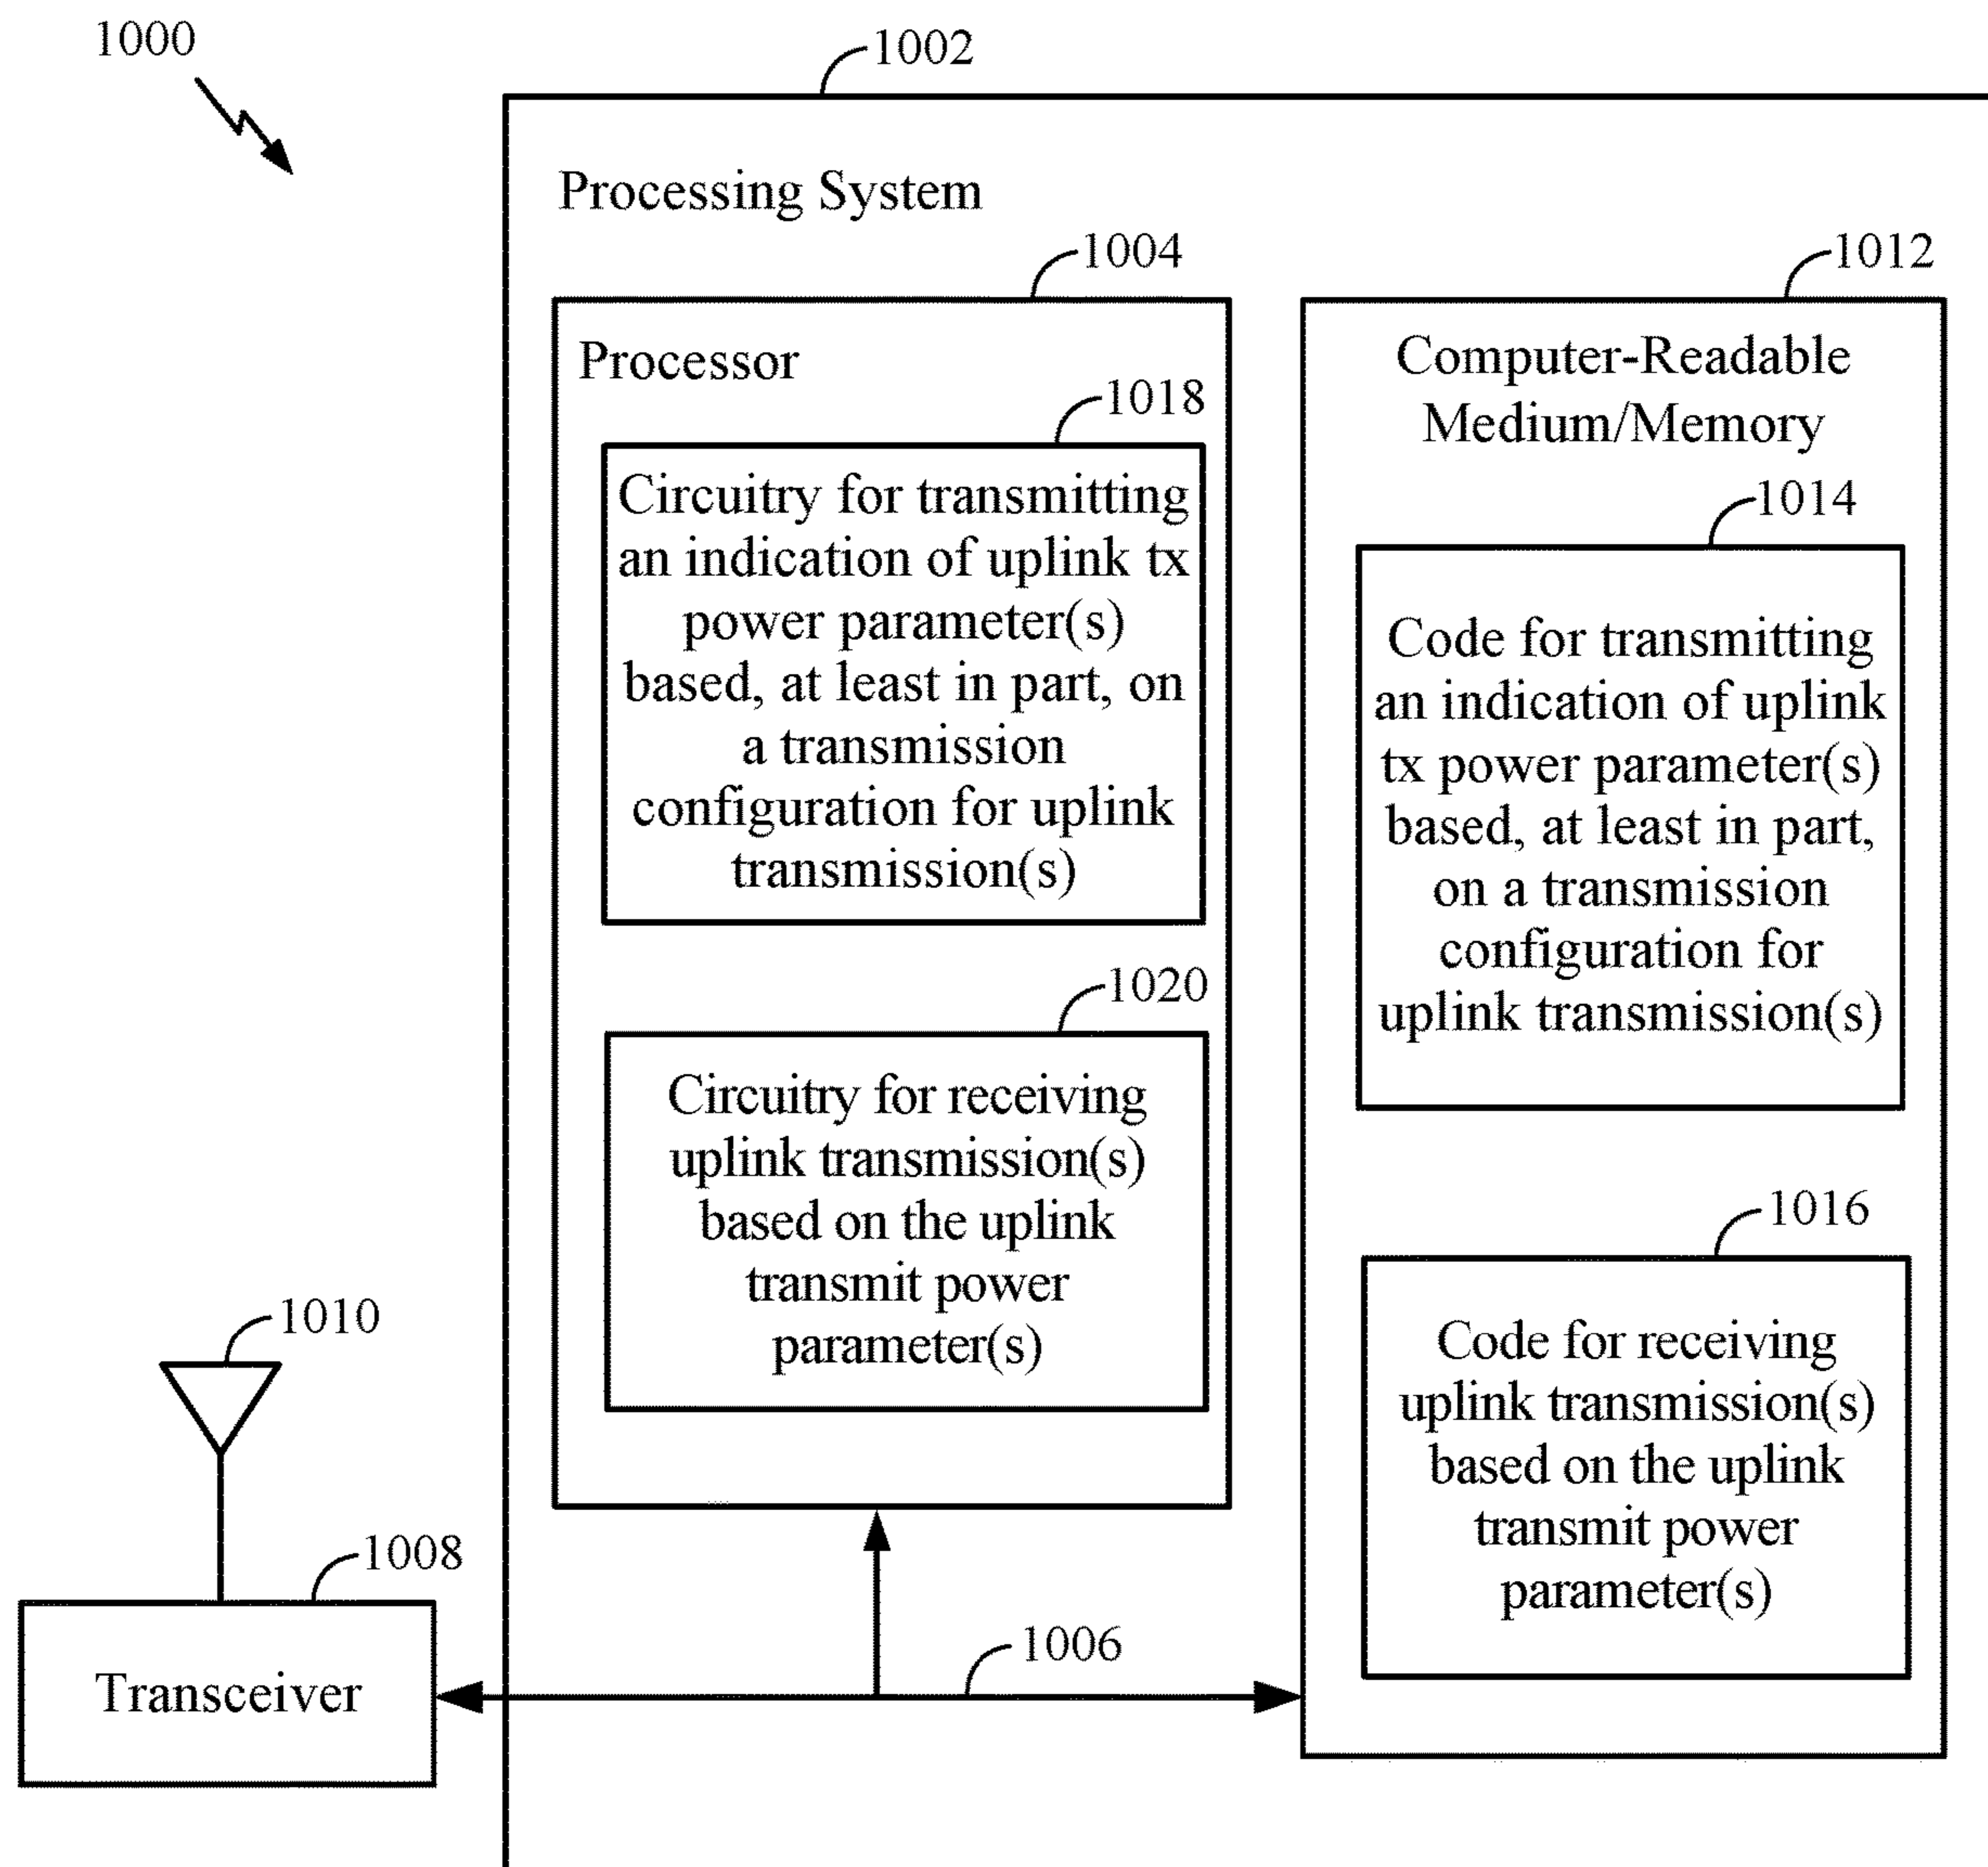 1000
1002
Processing System
1004
1012
Processor
Computer-Readable
Medium/Memory
1018
Circuitry for transmitting
an indication of uplink tx
power parameter(s)
based, at least in part, on
a transmission
configuration for uplink
transmission(s)
1014
Code for transmitting
an indication of uplink
tx power parameter(s)
based, at least in part,
on a transmission
configuration for
uplink transmission(s)
1020
Circuitry for receiving
uplink transmission(s)
based on the uplink
transmit power
parameter(s)
1016
Code for receiving
uplink transmission(s)
based on the uplink
transmit power
parameter(s)
1010
1008
Transceiver
1006